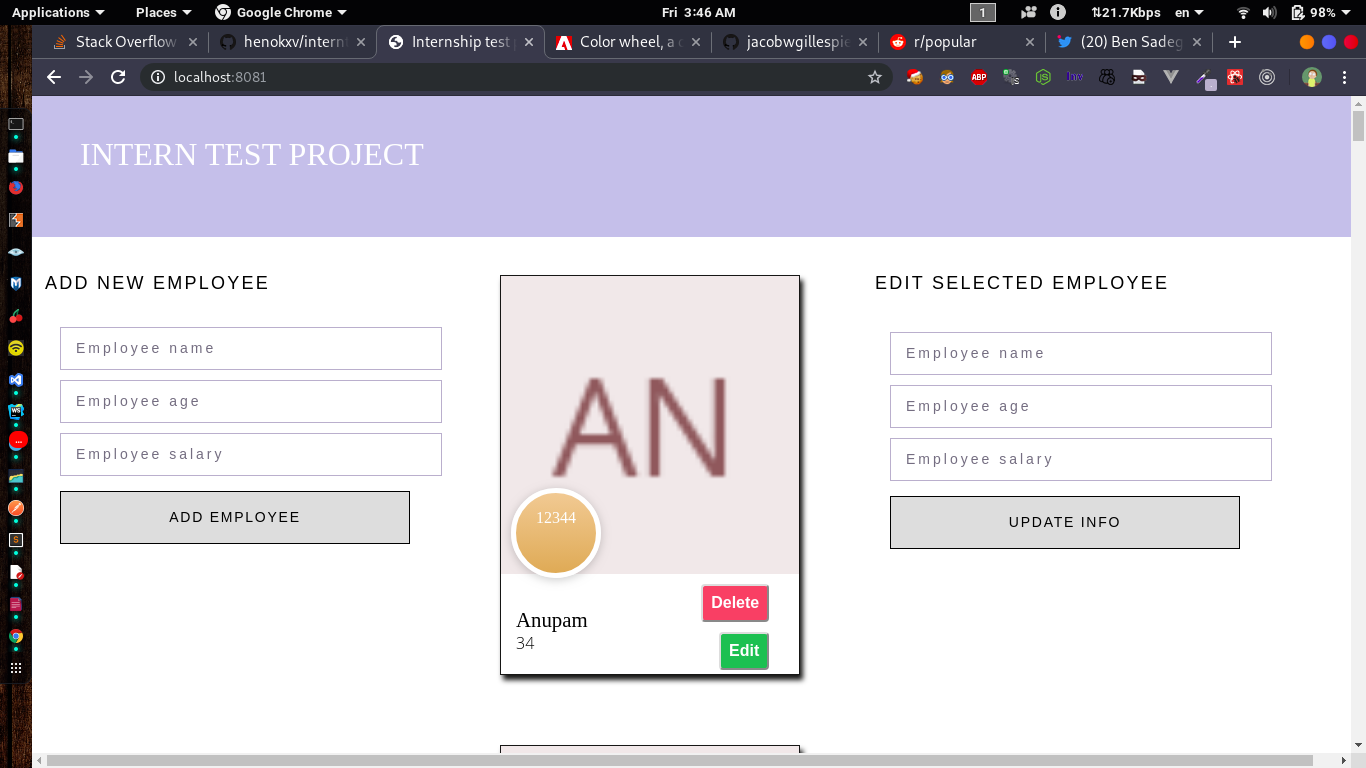 Applications Places Google Chrome Fri 3:46 AM 1 21.7Kbps en 98%
Stack Overflow henokxv/intern Internship test Color wheel, a c jacobwgillespie r/popular (20) Ben Sadeg
localhost:8081 ABP
INTERN TEST PROJECT
ADD NEW EMPLOYEE
Employee name
Employee age
Employee salary
ADD EMPLOYEE
AN
12344
Anupam
34
Delete
Edit
EDIT SELECTED EMPLOYEE
Employee name
Employee age
Employee salary
UPDATE INFO